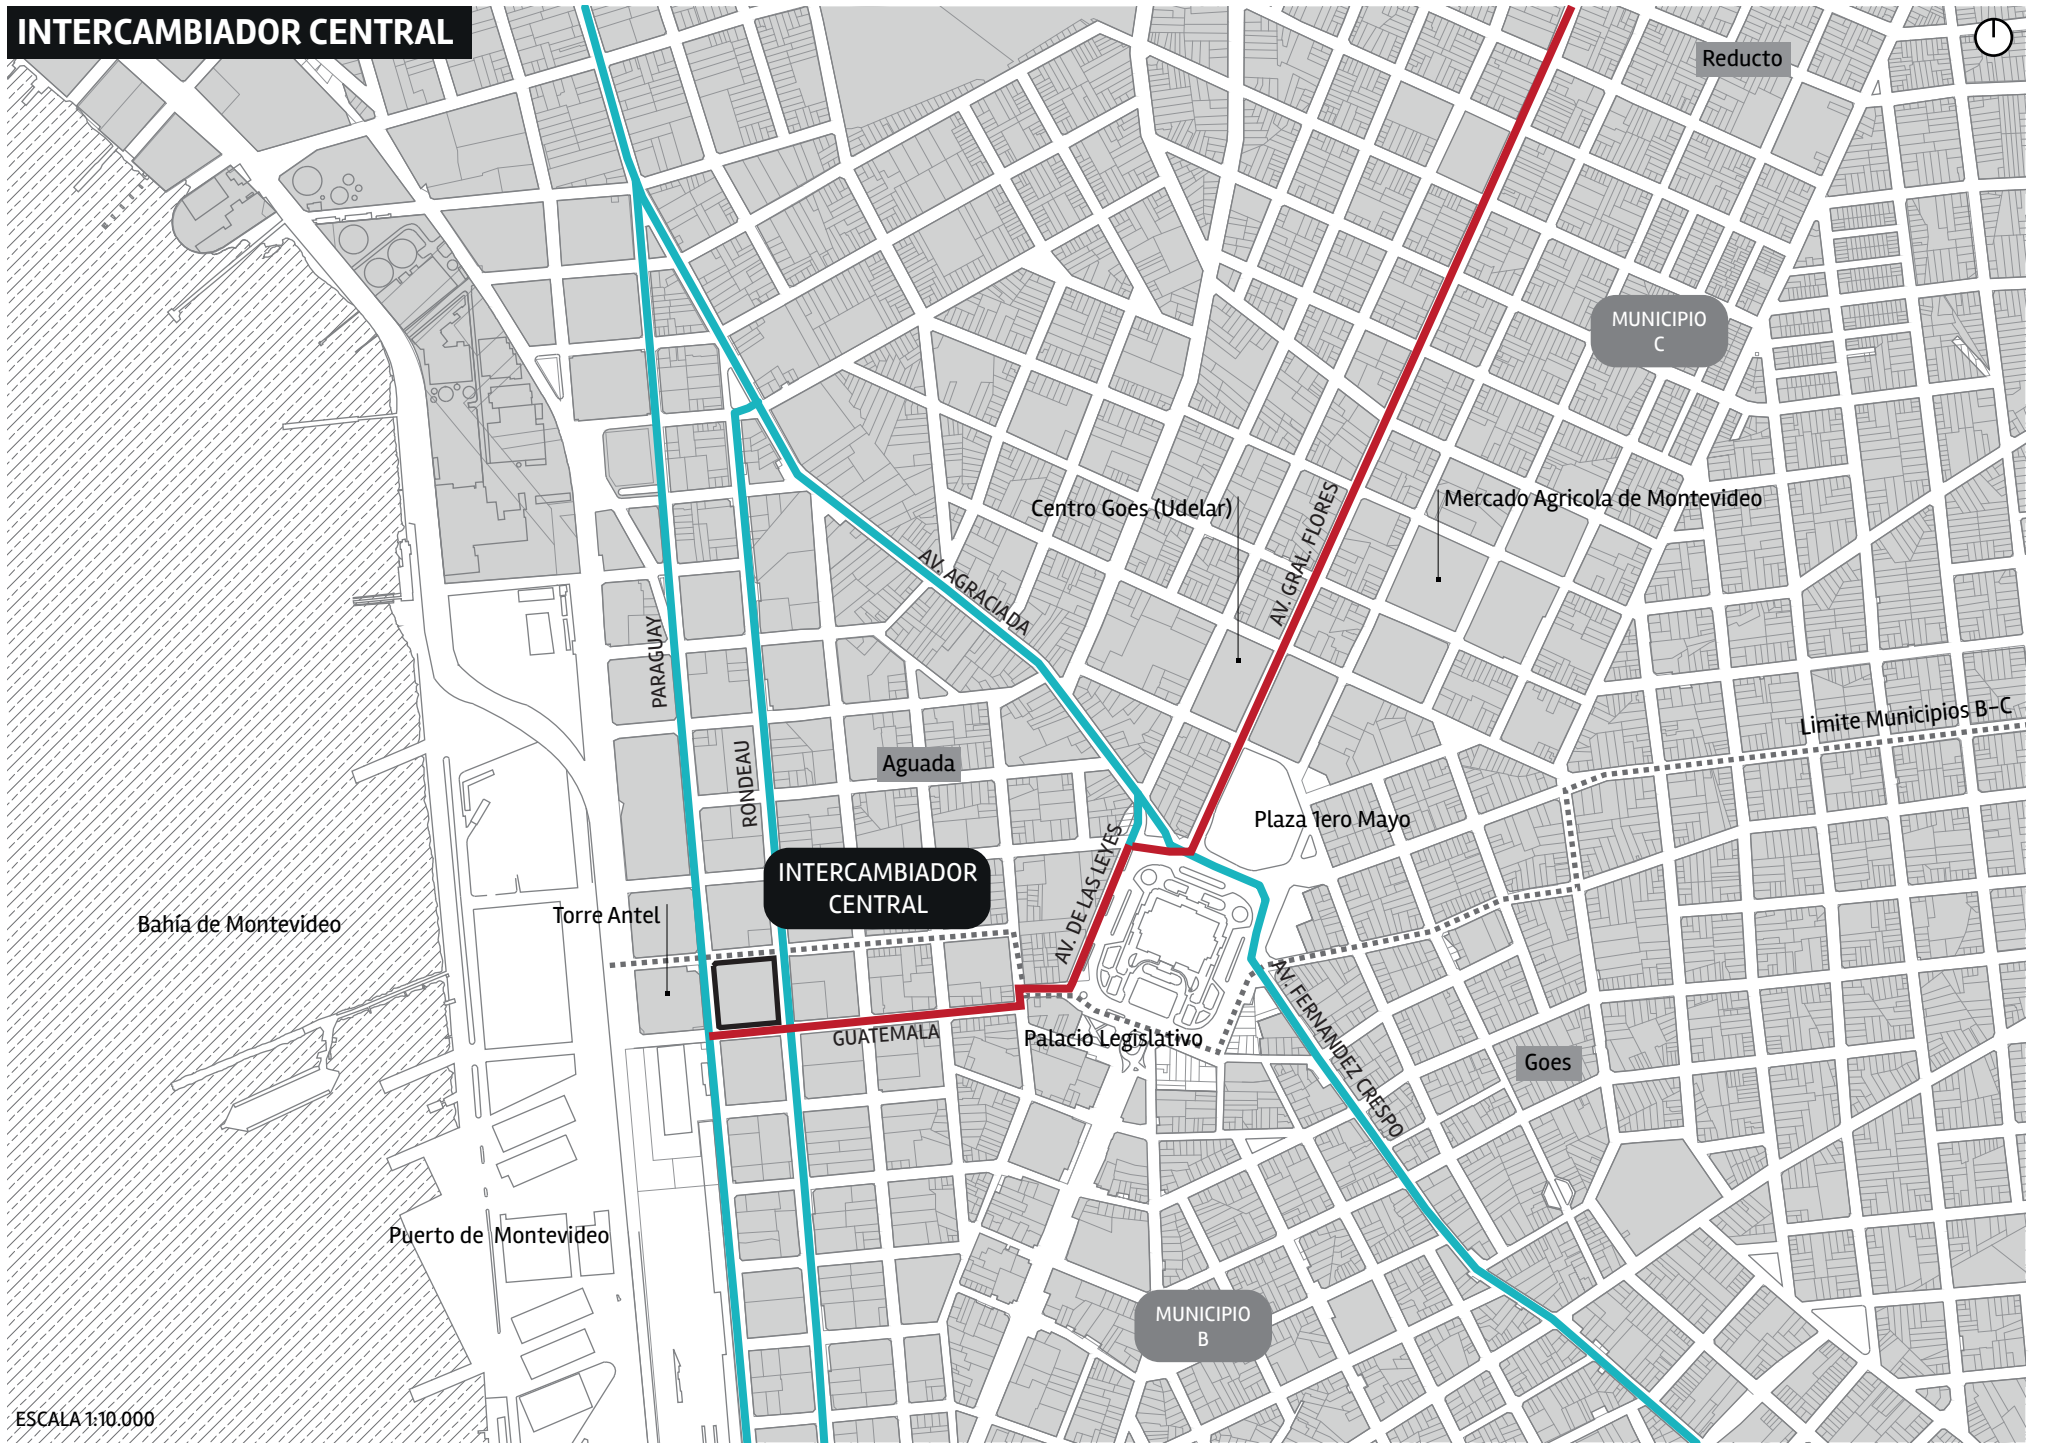 INTERCAMBIADOR CENTRAL
Reducto
MUNICIPIO
C
Centro Goes (Udelar)
Mercado Agricola de Montevideo
AV. GRAL. FLORES
AV. AGRACIADA
PARAGUAY
Limite Municipios B-C
RONDEAU
Aguada
Plaza 1ero Mayo
AV. DE LAS LEYES
INTERCAMBIADOR
CENTRAL
Torre Antel
Bahía de Montevideo
AV. FERNANDEZ CRESPO
GUATEMALA
Palacio Legislativo
Goes
Puerto de Montevideo
MUNICIPIO
B
ESCALA 1:10.000